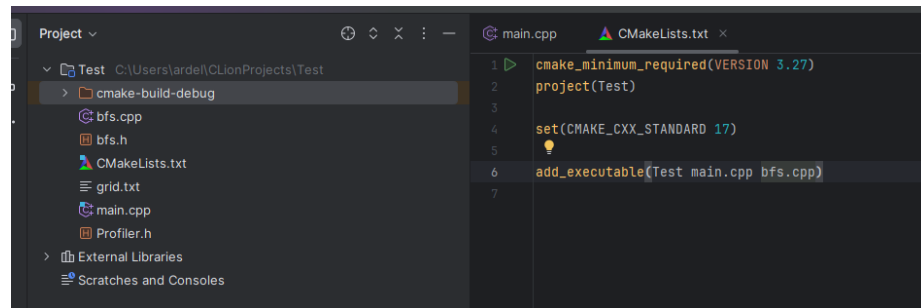 Project
Test C:\Users\ardel\CLionProjects\Test
cmake-build-debug
bfs.cpp
bfs.h
CMakeLists.txt
grid.txt
main.cpp
Profiler.h
External Libraries
Scratches and Consoles
main.cpp CMakeLists.txt
1 cmake_minimum_required(VERSION 3.27)
2 project(Test)
3
4 set(CMAKE_CXX_STANDARD 17)
5
6 add_executable(Test main.cpp bfs.cpp)
7